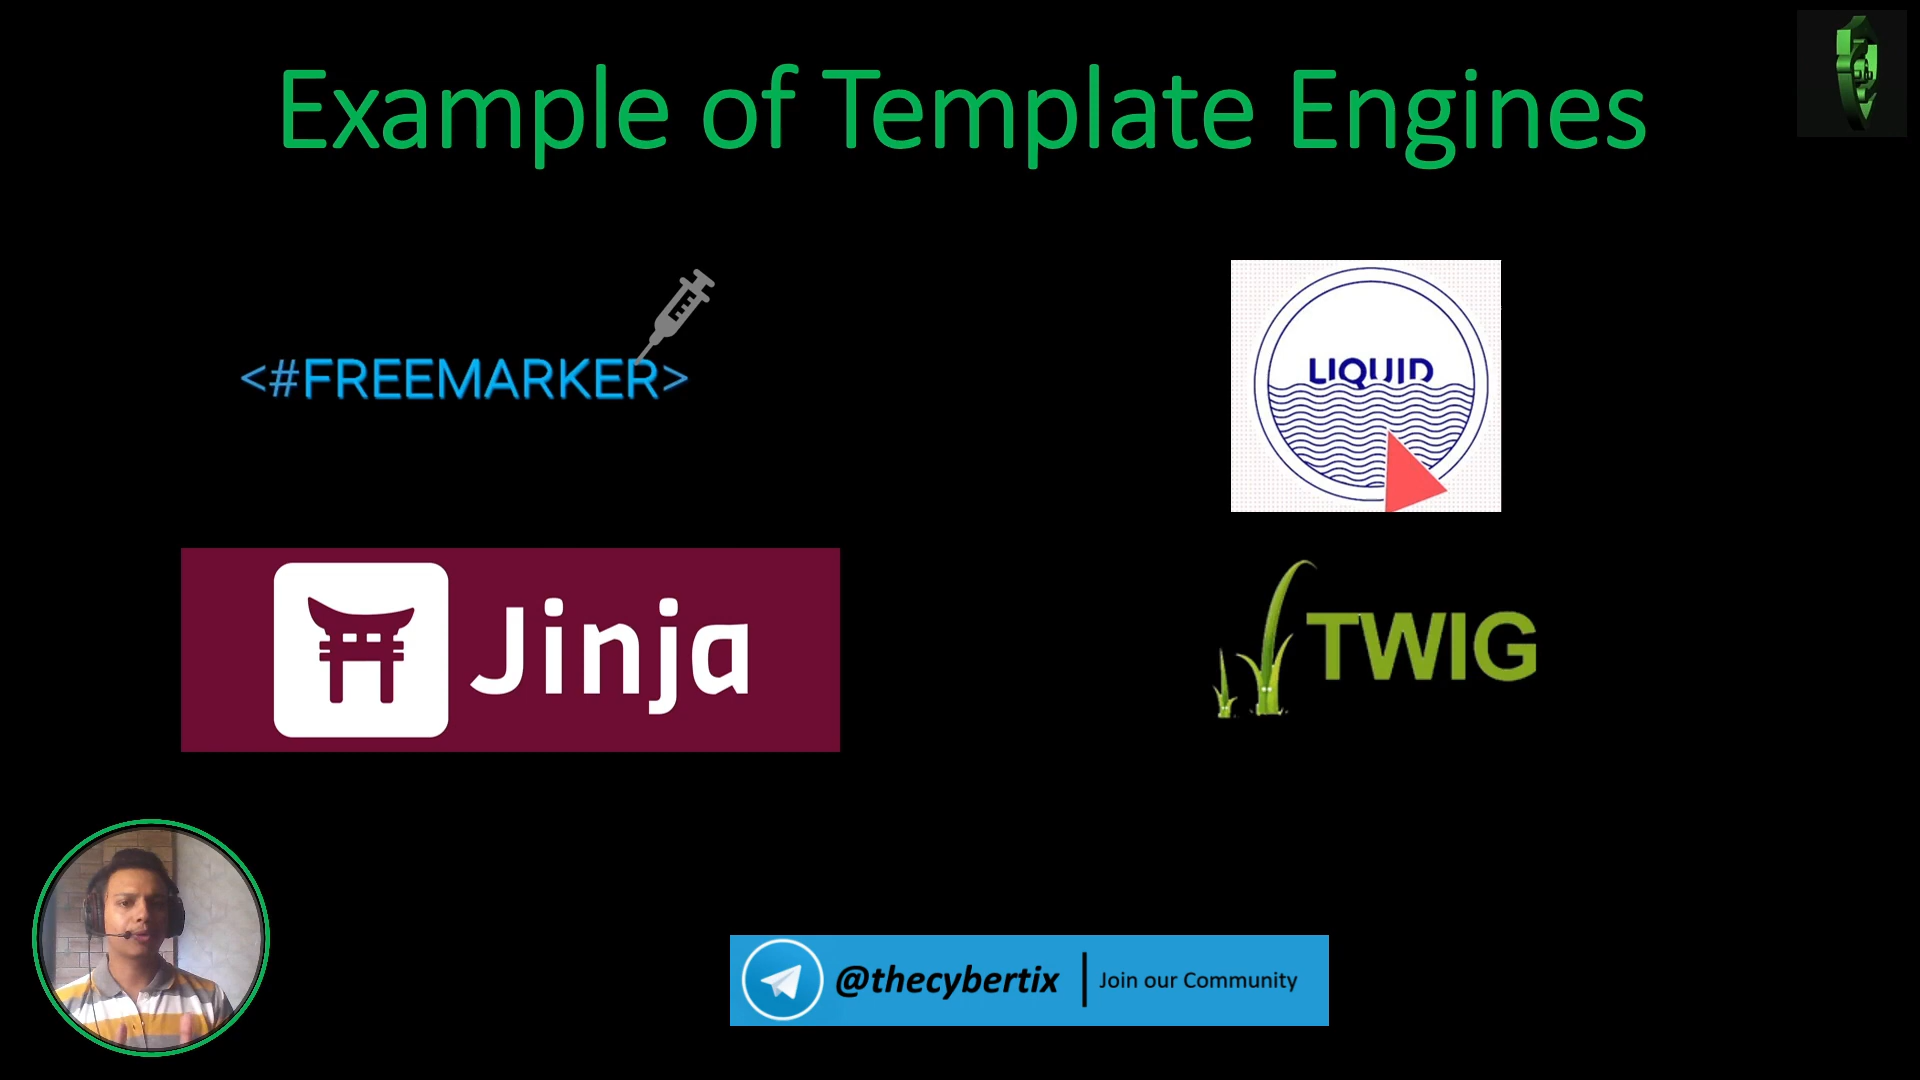 Example of Template Engines
<#FREEMARKER>
LIQUID
Jinja
TWIG
@thecybertix | Join our Community